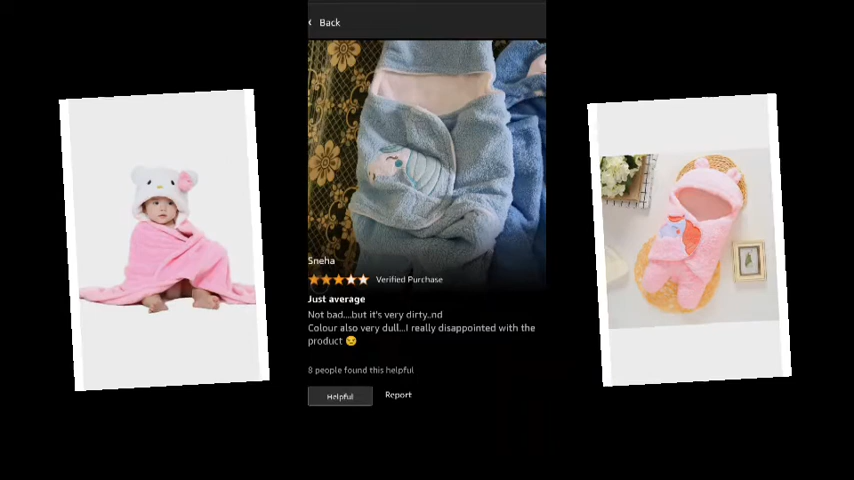 Back
Sneha
Verified Purchase
Just average
Not bad....but it's very dirty..nd
Colour also very dull...I really disappointed with the
product 😒
8 people found this helpful
Helpful
Report